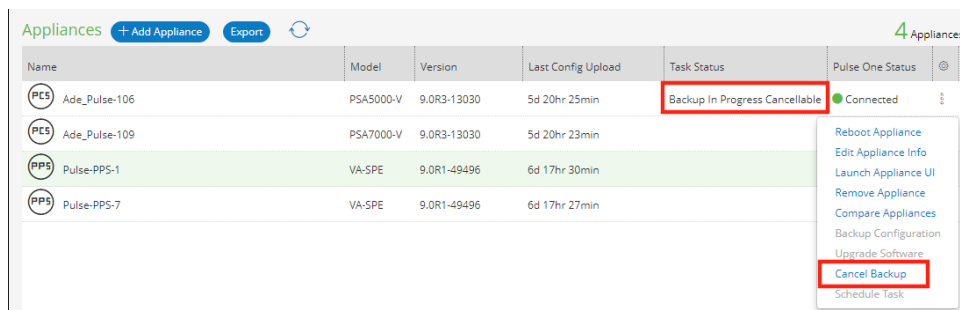 Appliances + Add Appliance Export 4 Appliances
Name Model Version Last Config Upload Task Status Pulse One Status
PCS Ade_Pulse-106 PSA5000-V 9.0R3-13030 5d 20hr 25min Backup In Progress Cancellable Connected
PCS Ade_Pulse-109 PSA7000-V 9.0R3-13030 5d 20hr 23min
PPS Pulse-PPS-1 VA-SPE 9.0R1-49496 6d 17hr 30min
PPS Pulse-PPS-7 VA-SPE 9.0R1-49496 6d 17hr 27min
Reboot Appliance
Edit Appliance Info
Launch Appliance UI
Remove Appliance
Compare Appliances
Backup Configuration
Upgrade Software
Cancel Backup
Schedule Task